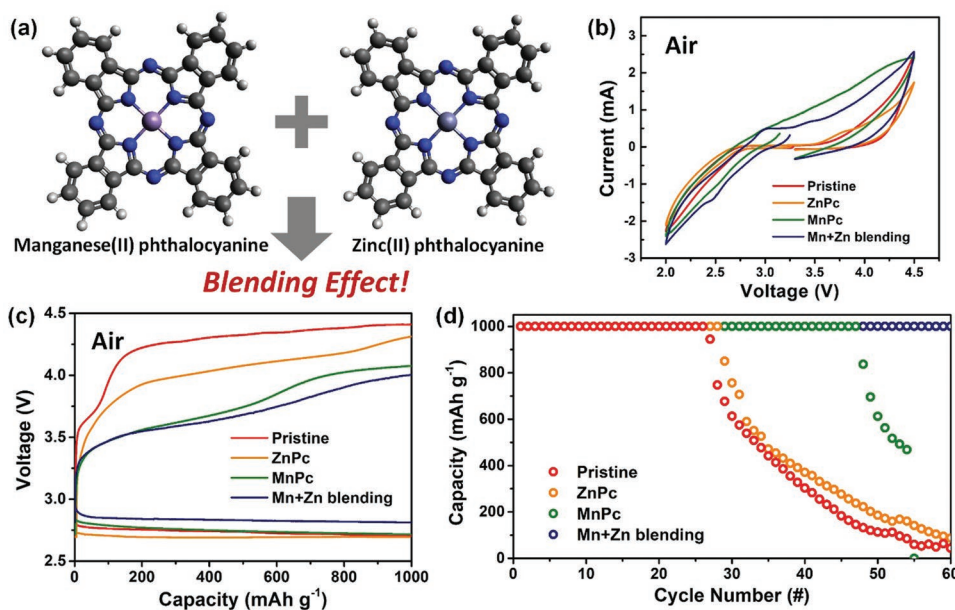 (a)
Manganese(II) phthalocyanine
Zinc(II) phthalocyanine
Blending Effect!
(b)
Air
Current (mA)
3
2
1
0
-1
-2
-3
2.0 2.5 3.0 3.5 4.0 4.5
Voltage (V)
Pristine
ZnPc
MnPc
Mn+Zn blending
(c)
Air
Voltage (V)
4.5
4.0
3.5
3.0
2.5
0 200 400 600 800 1000
Capacity (mAh g⁻¹)
Pristine
ZnPc
MnPc
Mn+Zn blending
(d)
Capacity (mAh g⁻¹)
1000
800
600
400
200
0
0 10 20 30 40 50 60
Cycle Number (#)
Pristine
ZnPc
MnPc
Mn+Zn blending